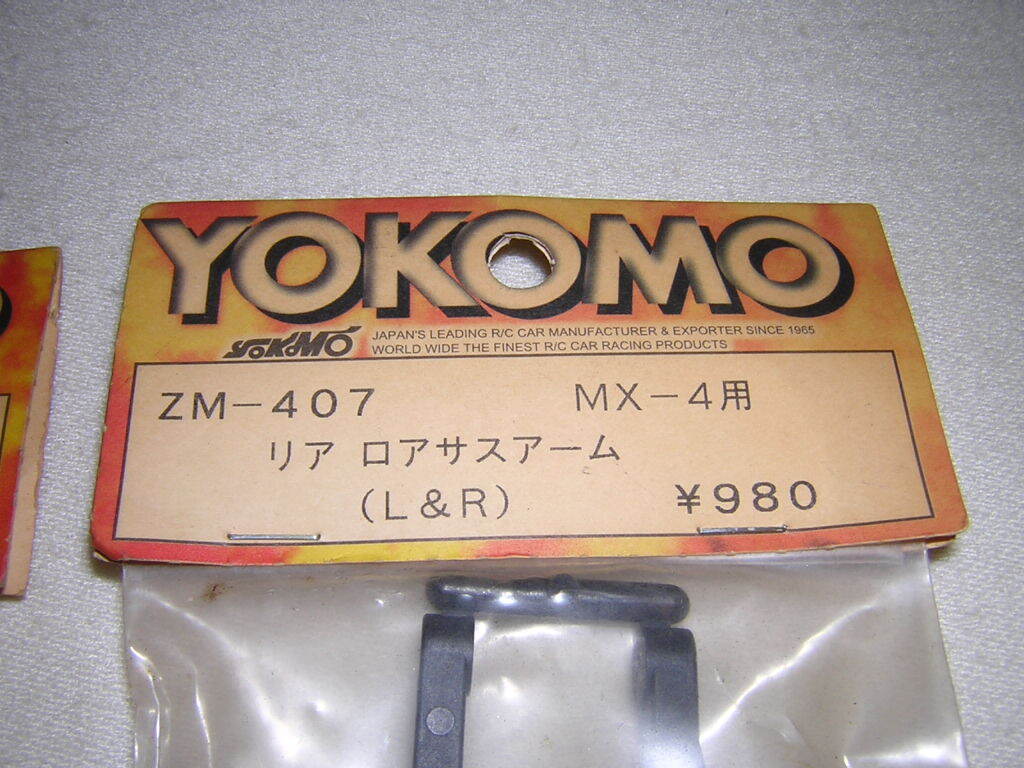 YOKOMO
YOKOMO JAPAN'S LEADING R/C CAR MANUFACTURER & EXPORTER SINCE 1965
WORLD WIDE THE FINEST R/C CAR RACING PRODUCTS
ZM-407 MX-4用
リア ロアサスアーム
(L&R) ¥980